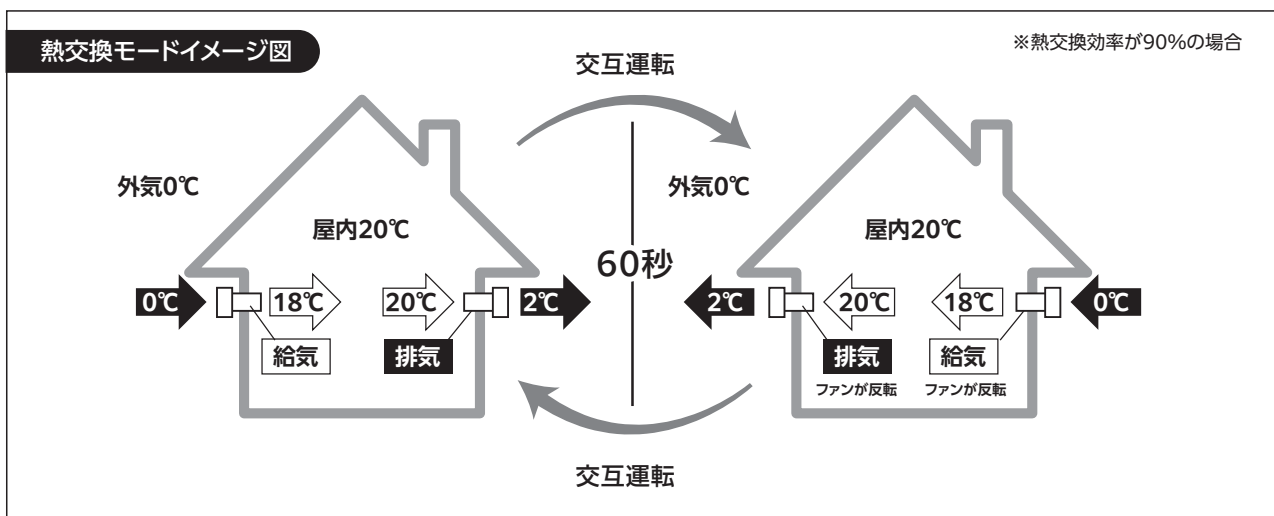 熱交換モードイメージ図
※熱交換効率が90%の場合
交互運転
外気0℃
屋内20℃
0℃
18℃
20℃
2℃
給気
排気
60秒
外気0℃
屋内20℃
2℃
20℃
18℃
0℃
排気
給気
ファンが反転
ファンが反転
交互運転